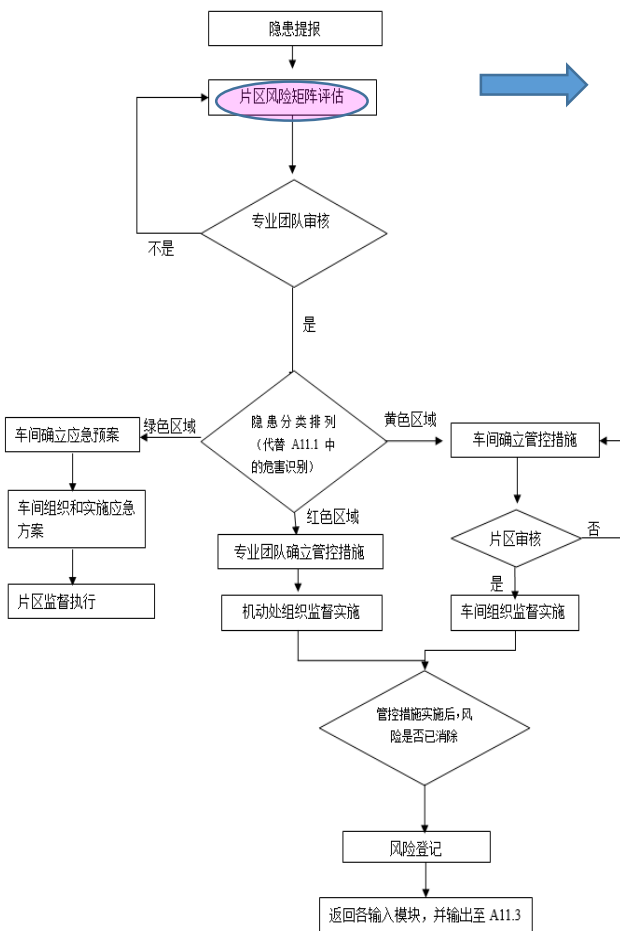 隐患提报
片区风险矩阵评估
专业团队审核
不是
是
隐患分类排列
（代替 A11.1 中
的危害识别）
绿色区域
黄色区域
红色区域
车间确立应急预案
车间组织和实施应急
方案
片区监督执行
专业团队确立管控措施
机动处组织监督实施
车间确立管控措施
片区审核
否
是
车间组织监督实施
管控措施实施后，风
险是否已消除
风险登记
返回各输入模块，并输出至 A11.3